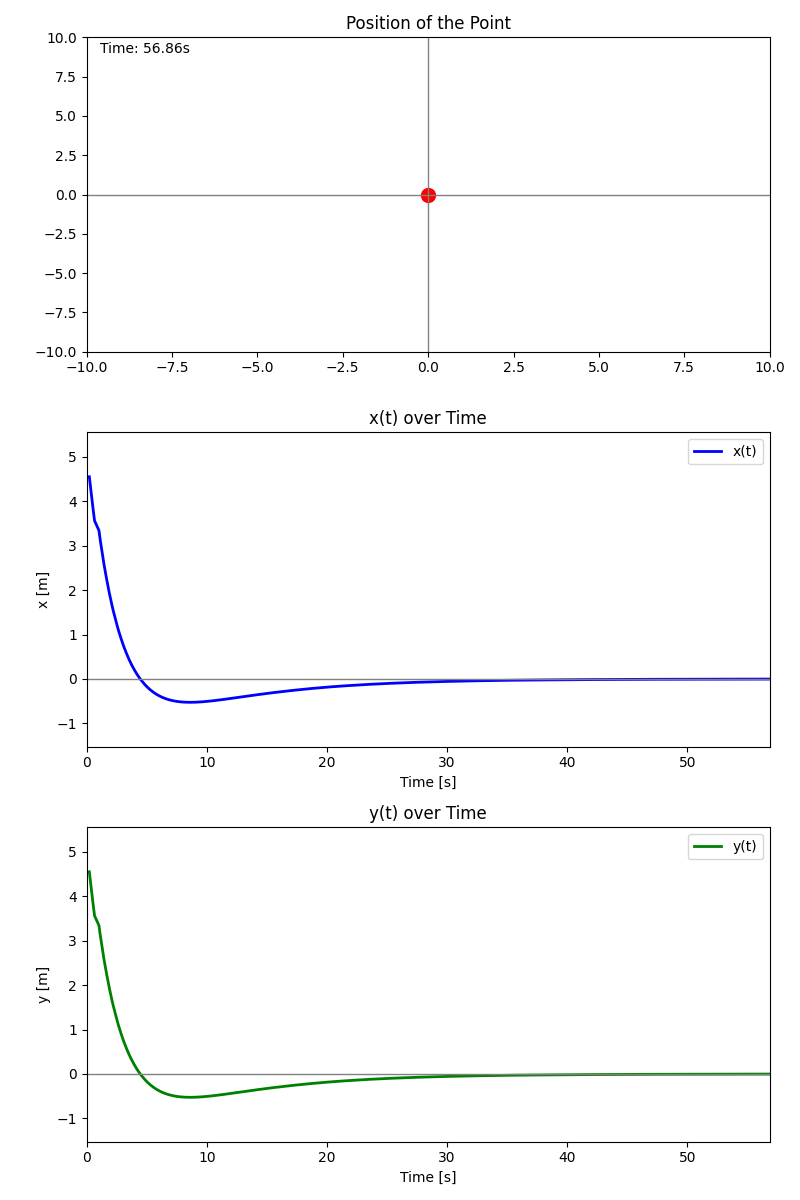 Position of the Point
Time: 56.86s
10.0
7.5
5.0
2.5
0.0
−2.5
−5.0
−7.5
−10.0
−10.0 −7.5 −5.0 −2.5 0.0 2.5 5.0 7.5 10.0
x(t) over Time
x(t)
5
4
3
2
1
0
−1
x [m]
0 10 20 30 40 50
Time [s]
y(t) over Time
y(t)
5
4
3
2
1
0
−1
y [m]
0 10 20 30 40 50
Time [s]